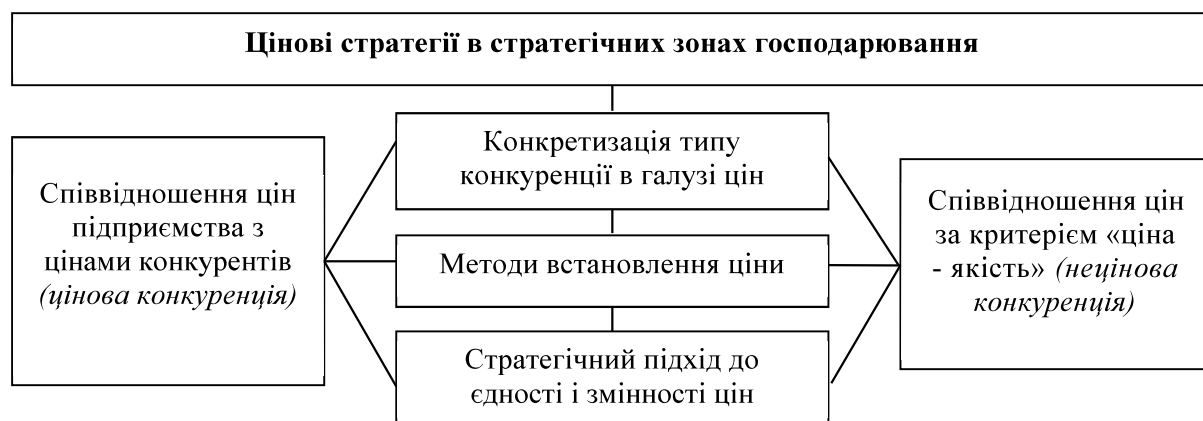 Цінові стратегії в стратегічних зонах господарювання
Співвідношення цін
підприємства з
цінами конкурентів
(цінова конкуренція)
Конкретизація типу
конкуренції в галузі цін
Методи встановлення ціни
Стратегічний підхід до
єдності і змінності цін
Співвідношення цін
за критерієм «ціна
- якість» (нецінова
конкуренція)